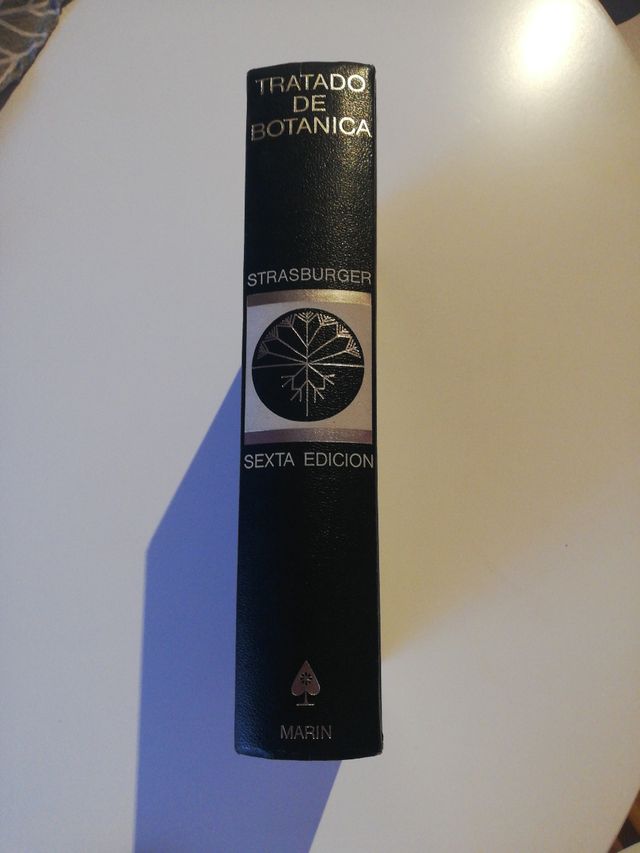 TRATADO
DE
BOTANICA
STRASBURGER
SEXTA EDICION
MARIN